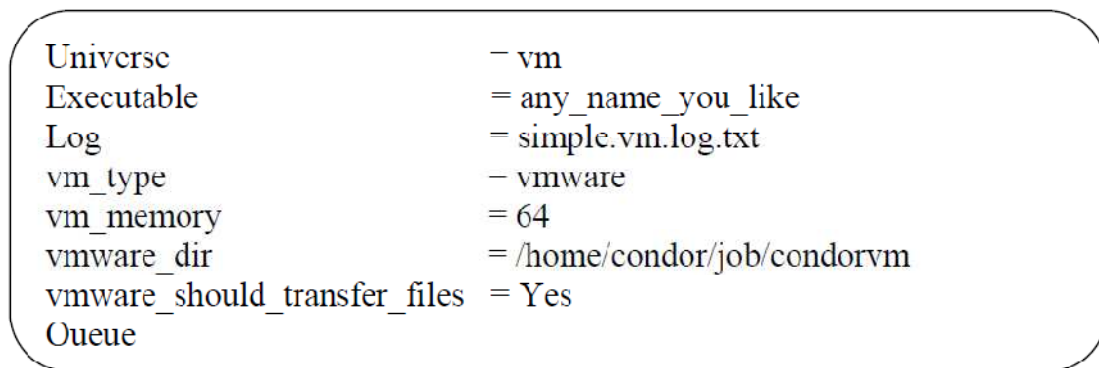 Universe = vm
Executable = any_name_you_like
Log = simple.vm.log.txt
vm_type = vmware
vm_memory = 64
vmware_dir = /home/condor/job/condorvm
vmware_should_transfer_files = Yes
Queue